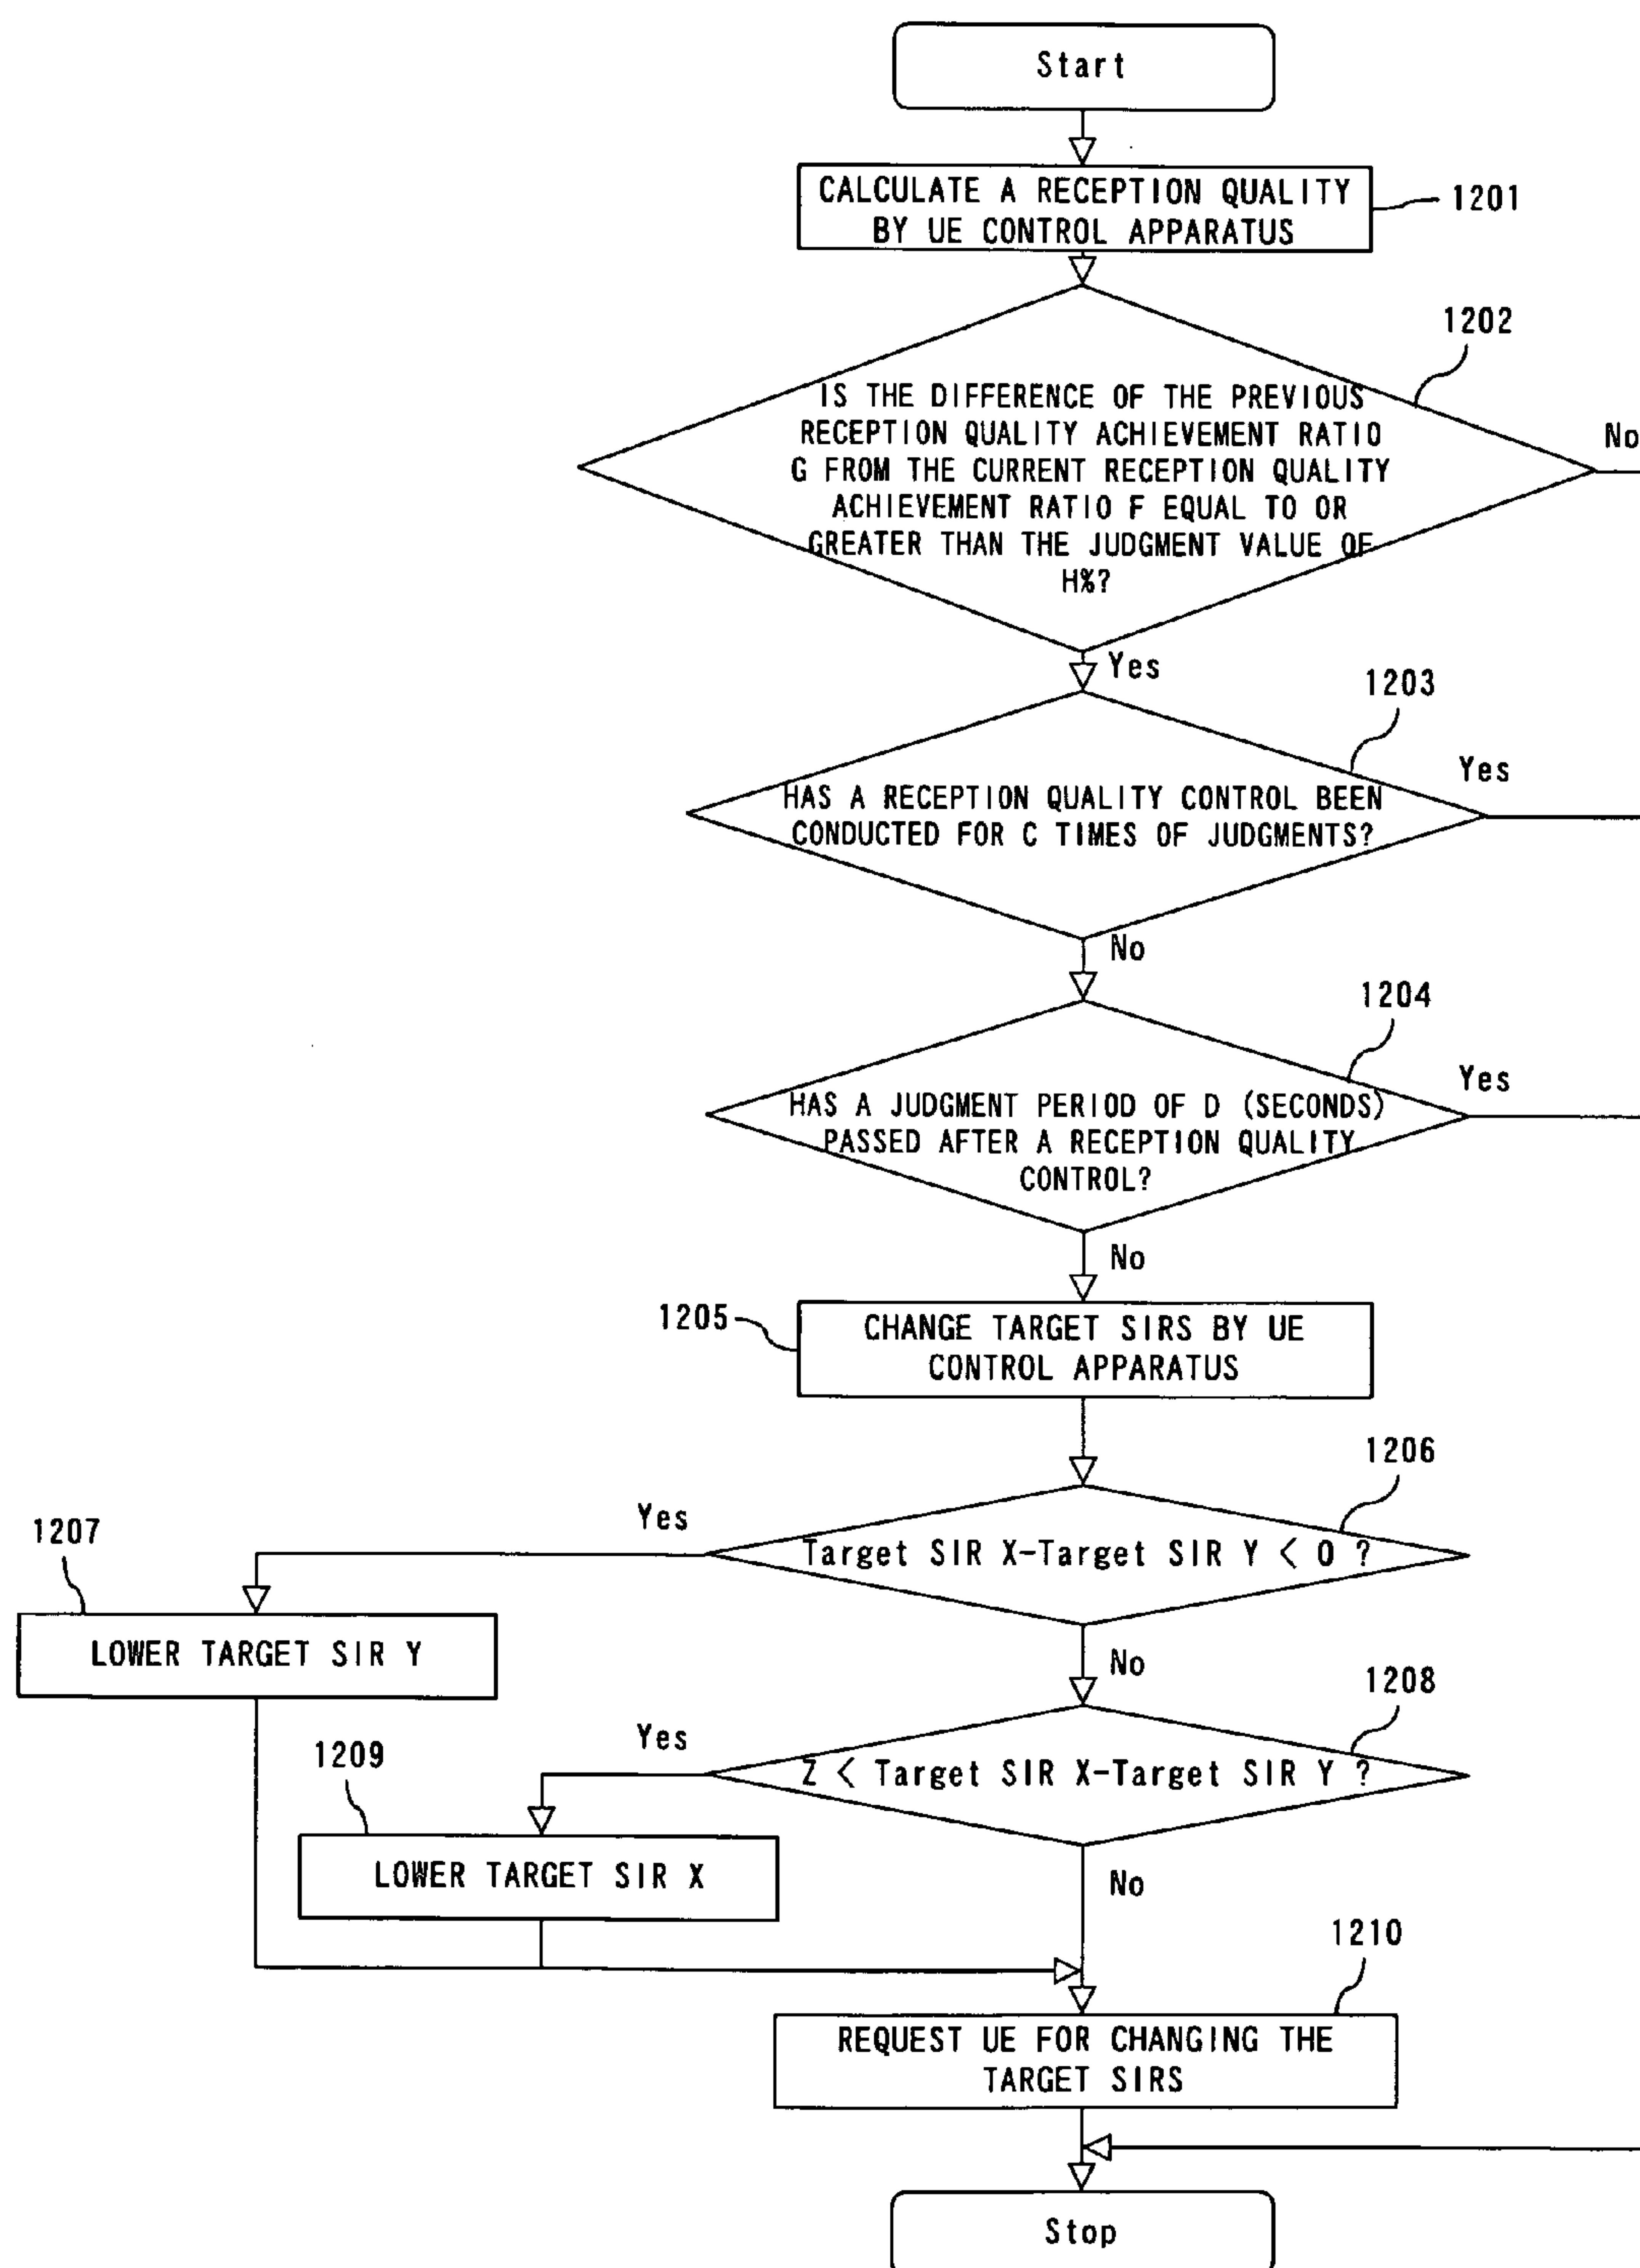 Start
CALCULATE A RECEPTION QUALITY
BY UE CONTROL APPARATUS
1201
1202
IS THE DIFFERENCE OF THE PREVIOUS
RECEPTION QUALITY ACHIEVEMENT RATIO
G FROM THE CURRENT RECEPTION QUALITY
ACHIEVEMENT RATIO F EQUAL TO OR
GREATER THAN THE JUDGMENT VALUE OF
H%?
No
Yes
1203
HAS A RECEPTION QUALITY CONTROL BEEN
CONDUCTED FOR C TIMES OF JUDGMENTS?
Yes
No
1204
HAS A JUDGMENT PERIOD OF D (SECONDS)
PASSED AFTER A RECEPTION QUALITY
CONTROL?
Yes
No
1205
CHANGE TARGET SIRS BY UE
CONTROL APPARATUS
1206
Target SIR X-Target SIR Y < 0 ?
Yes
1207
LOWER TARGET SIR Y
No
1208
Z < Target SIR X-Target SIR Y ?
Yes
1209
LOWER TARGET SIR X
No
1210
REQUEST UE FOR CHANGING THE
TARGET SIRS
Stop